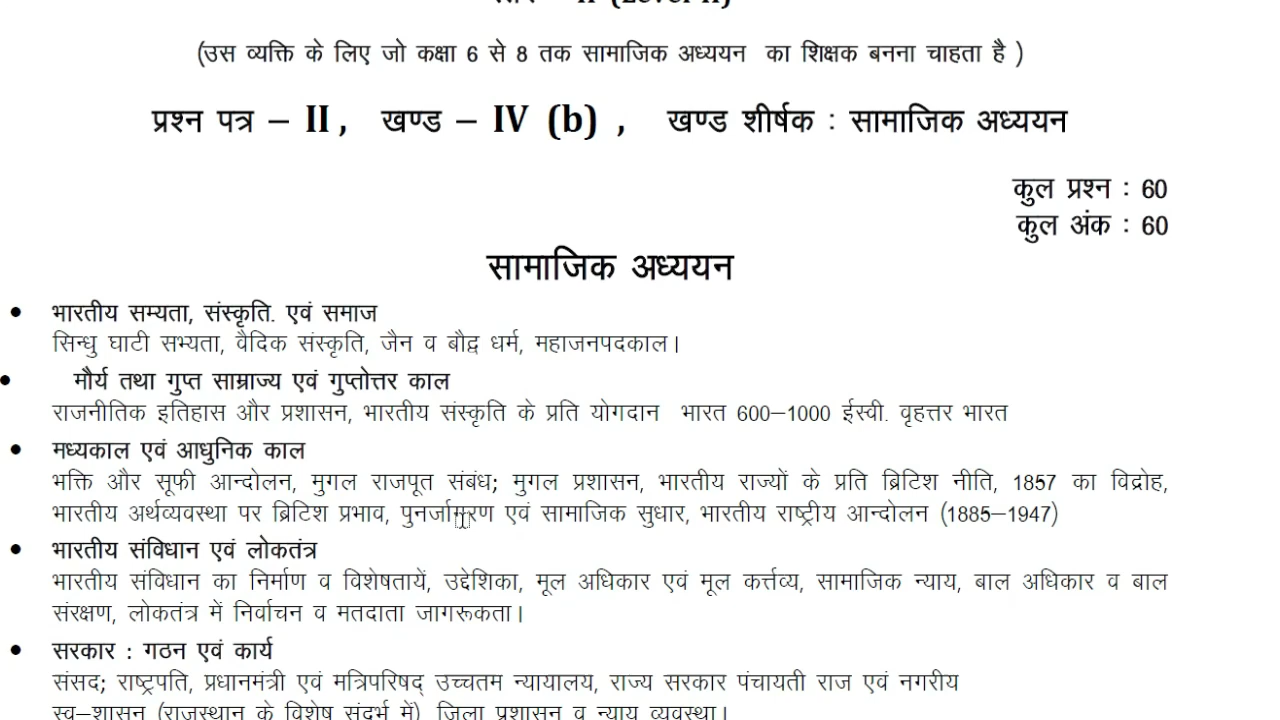 स्तर – II (Level II)
(उस व्यक्ति के लिए जो कक्षा 6 से 8 तक सामाजिक अध्ययन का शिक्षक बनना चाहता है )
प्रश्न पत्र – II , खण्ड – IV (b) , खण्ड शीर्षक : सामाजिक अध्ययन
कुल प्रश्न : 60
कुल अंक : 60
सामाजिक अध्ययन
• भारतीय सम्यता, संस्कृति. एवं समाज
सिन्धु घाटी सभ्यता, वैदिक संस्कृति, जैन व बौद्व धर्म, महाजनपदकाल।
• मौर्य तथा गुप्त साम्राज्य एवं गुप्तोत्तर काल
राजनीतिक इतिहास और प्रशासन, भारतीय संस्कृति के प्रति योगदान भारत 600–1000 ईस्वी. वृहत्तर भारत
• मध्यकाल एवं आधुनिक काल
भक्ति और सूफी आन्दोलन, मुगल राजपूत संबंध; मुगल प्रशासन, भारतीय राज्यों के प्रति ब्रिटिश नीति, 1857 का विद्रोह,
भारतीय अर्थव्यवस्था पर ब्रिटिश प्रभाव, पुनर्जागरण एवं सामाजिक सुधार, भारतीय राष्ट्रीय आन्दोलन (1885–1947)
• भारतीय संविधान एवं लोकतंत्र
भारतीय संविधान का निर्माण व विशेषतायें, उद्देशिका, मूल अधिकार एवं मूल कर्त्तव्य, सामाजिक न्याय, बाल अधिकार व बाल
संरक्षण, लोकतंत्र में निर्वाचन व मतदाता जागरूकता।
• सरकार : गठन एवं कार्य
संसद; राष्ट्रपति, प्रधानमंत्री एवं मत्रिपरिषद् उच्चतम न्यायालय, राज्य सरकार पंचायती राज एवं नगरीय
स्व–शासन (राजस्थान के विशेष संदर्भ में) जिला प्रशासन व न्याय व्यवस्था।